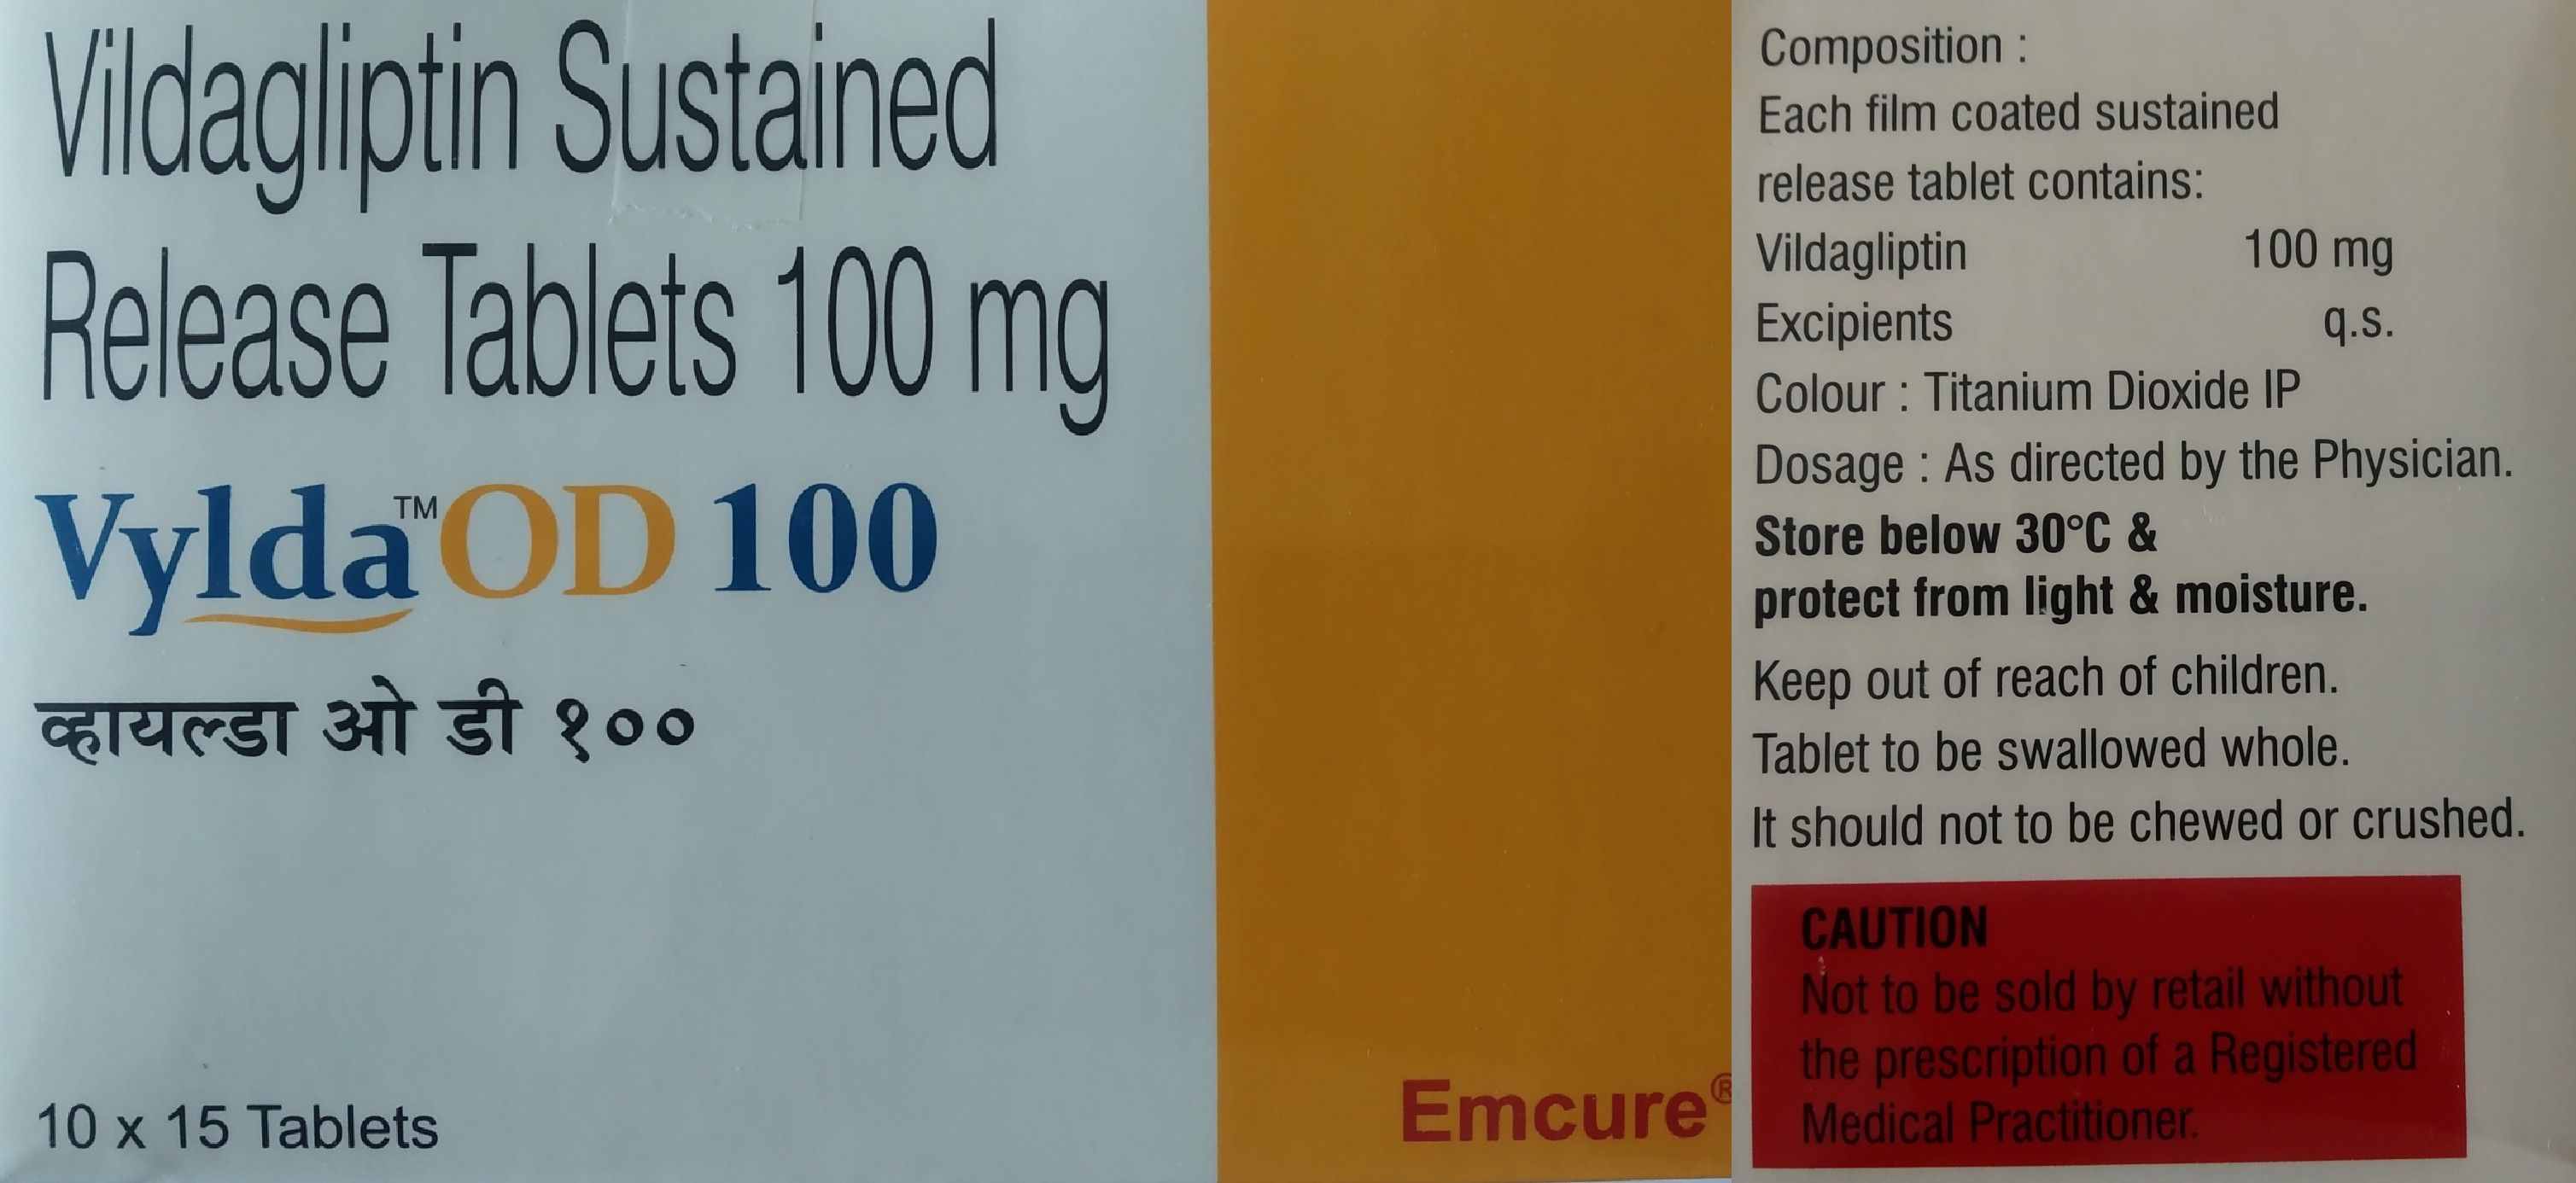 Vildagliptin Sustained
Release Tablets 100 mg
Vylda™ OD 100
व्हायल्डा ओ डी १००
10 x 15 Tablets
Emcure®
Composition :
Each film coated sustained
release tablet contains:
Vildagliptin 100 mg
Excipients q.s.
Colour : Titanium Dioxide IP
Dosage : As directed by the Physician.
Store below 30°C &
protect from light & moisture.
Keep out of reach of children.
Tablet to be swallowed whole.
It should not to be chewed or crushed.
CAUTION
Not to be sold by retail without
the prescription of a Registered
Medical Practitioner.